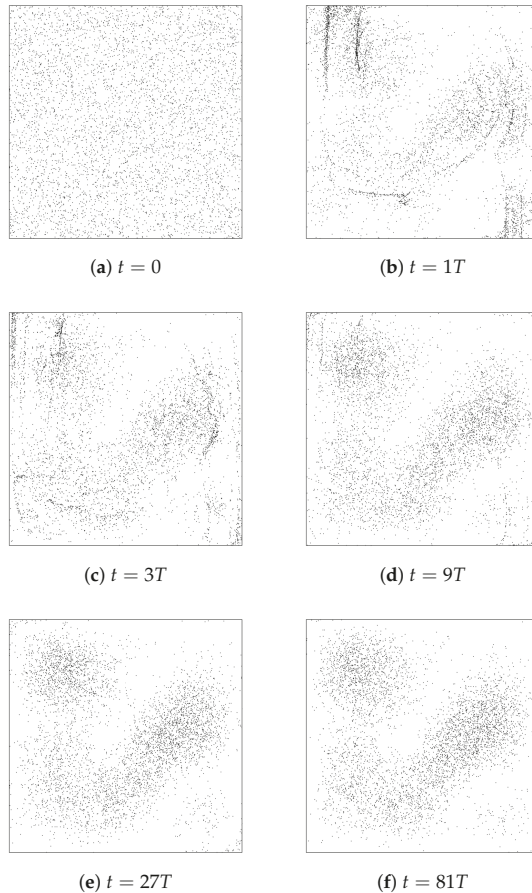 (a) t = 0
(b) t = 1T
(c) t = 3T
(d) t = 9T
(e) t = 27T
(f) t = 81T